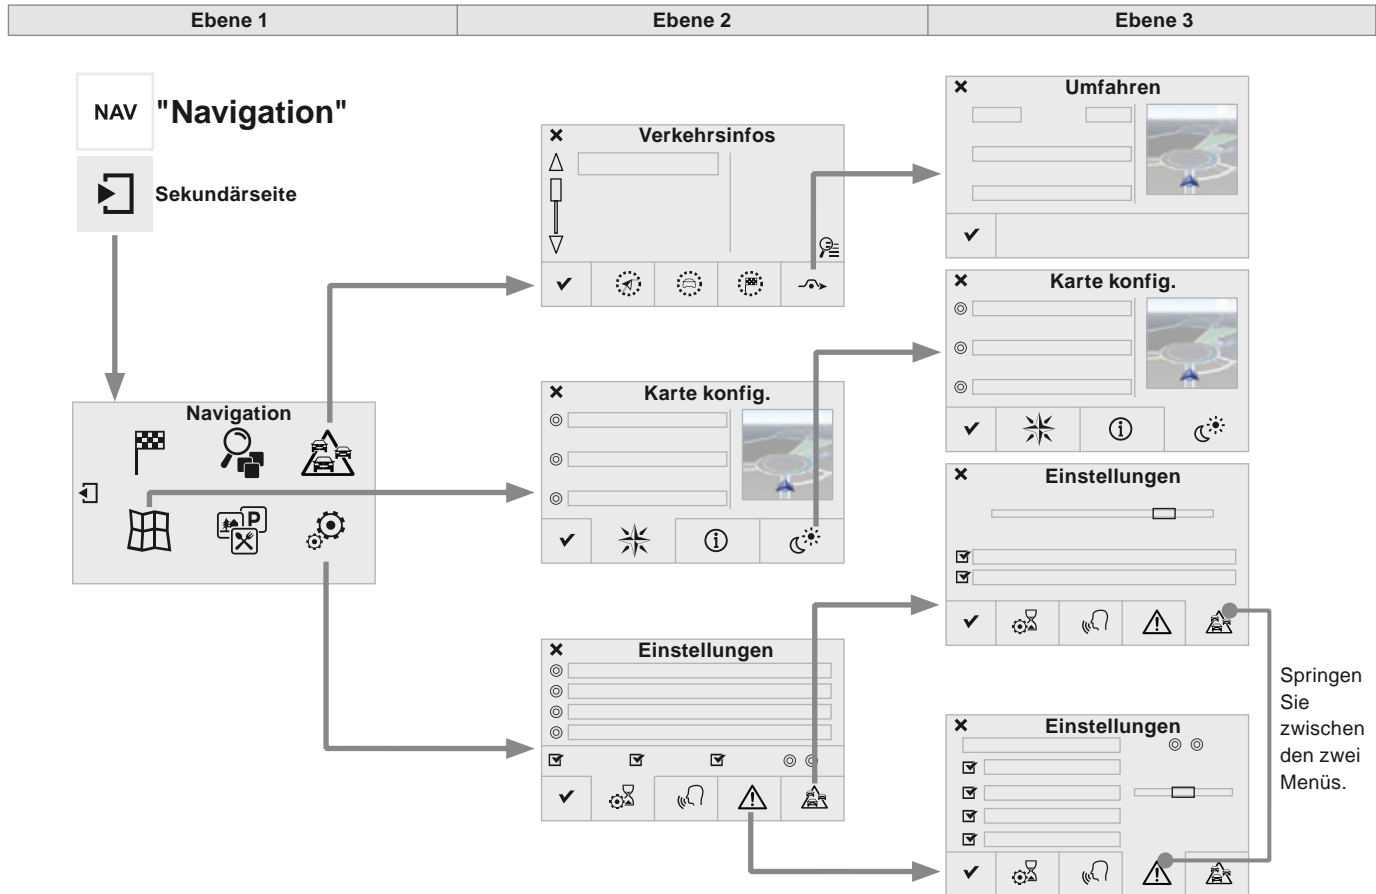 Ebene 1
Ebene 2
Ebene 3
NAV
"Navigation"
Sekundärseite
Navigation
P
Verkehrsinfos
Karte konfig.
Einstellungen
Umfahren
Karte konfig.
Einstellungen
Einstellungen
Springen
Sie
zwischen
den zwei
Menüs.